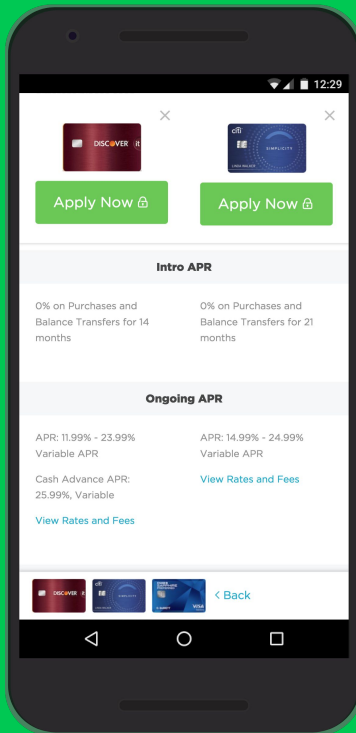 12:29
DISCOVER it
citi
SIMPLICITY
LINDA WALKER
Apply Now
Apply Now
Intro APR
0% on Purchases and
Balance Transfers for 14
months
0% on Purchases and
Balance Transfers for 21
months
Ongoing APR
APR: 11.99% - 23.99%
Variable APR
Cash Advance APR:
25.99%, Variable
View Rates and Fees
APR: 14.99% - 24.99%
Variable APR
View Rates and Fees
DISCOVER it
citi
SIMPLICITY
VISA
< Back